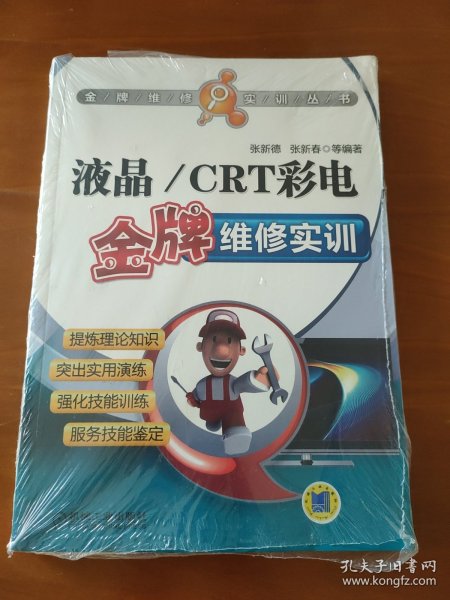 金/牌/维/修/实/训/丛/书
张新德 张新春◎等编著
液晶/CRT彩电
金牌维修实训
提炼理论知识
突出实用演练
强化技能训练
服务技能鉴定
孔夫子旧书网
www.kongfz.com